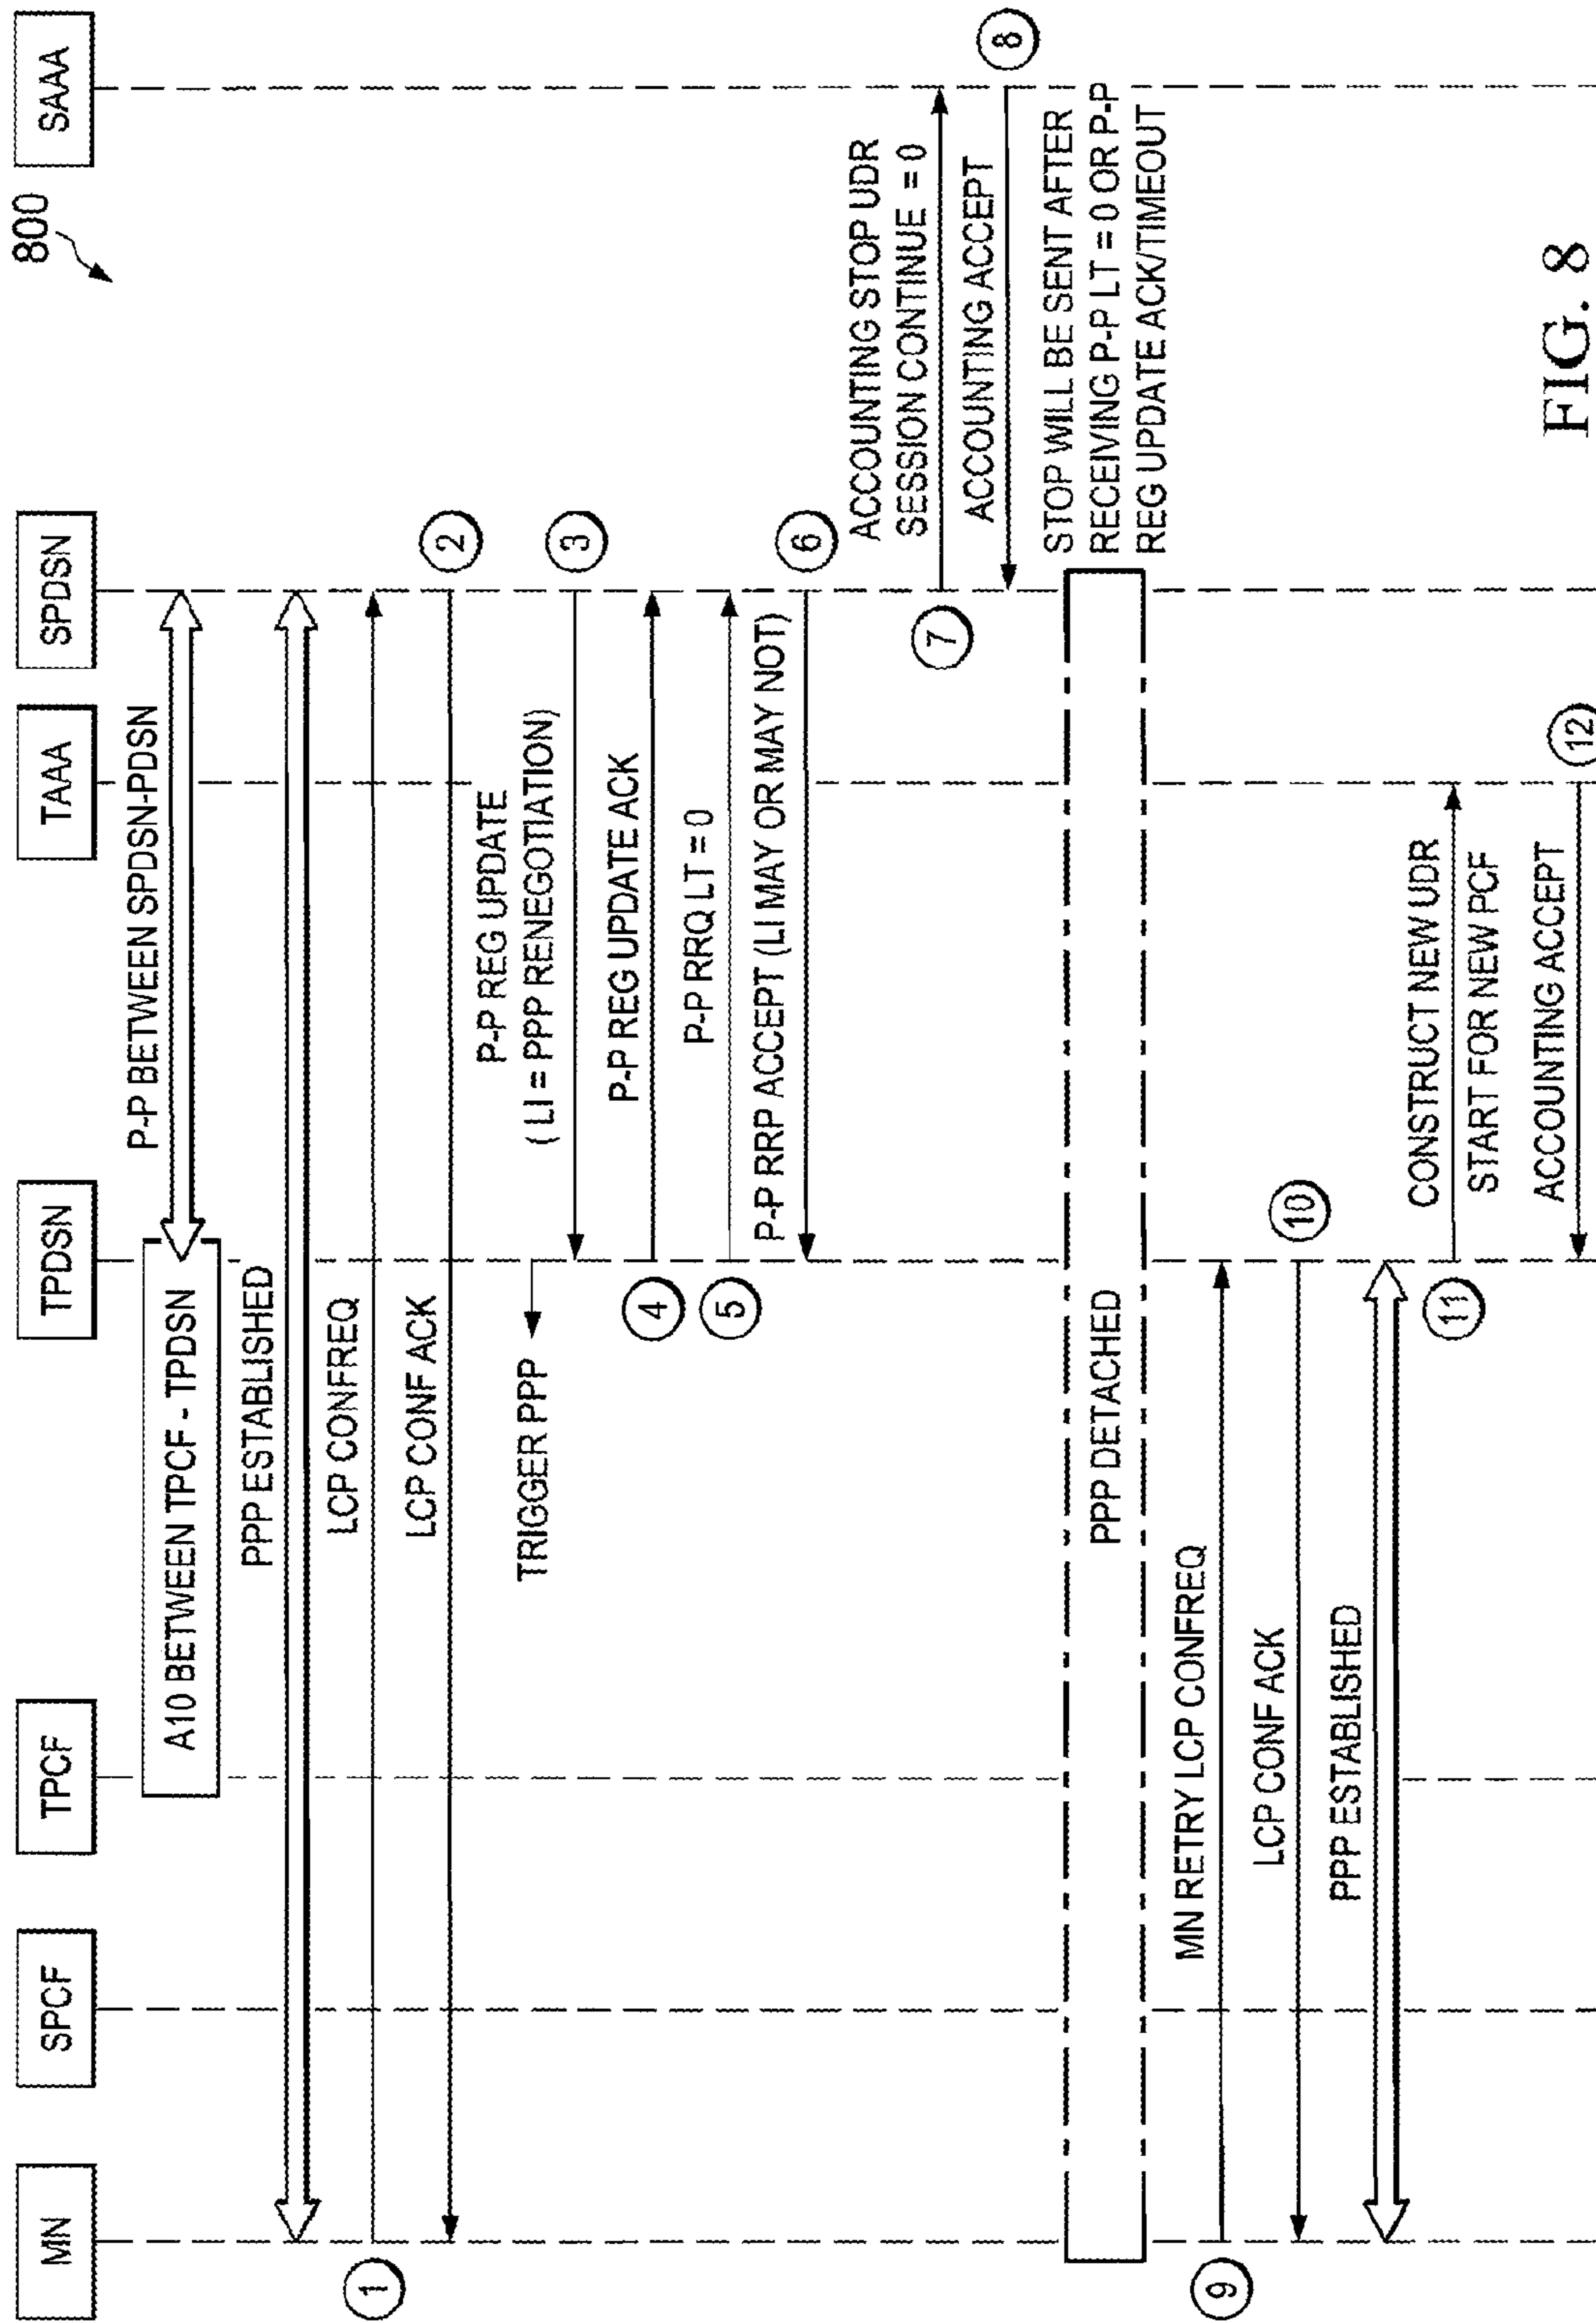 800
MN
SPCF
TPCF
TPDSN
TAAA
SPDSN
SAAA
P-P BETWEEN SPDSN-PDSN
A10 BETWEEN TPCF - TPDSN
PPP ESTABLISHED
LCP CONFREQ
1
LCP CONF ACK
2
P-P REG UPDATE
( LI = PPP RENEGOTIATION)
3
TRIGGER PPP
P-P REG UPDATE ACK
4
P-P RRQ LT = 0
5
P-P RRP ACCEPT (LI MAY OR MAY NOT)
6
ACCOUNTING STOP UDR
SESSION CONTINUE = 0
7
ACCOUNTING ACCEPT
8
STOP WILL BE SENT AFTER
RECEIVING P-P LT = 0 OR P-P
REG UPDATE ACK/TIMEOUT
PPP DETACHED
MN RETRY LCP CONFREQ
9
LCP CONF ACK
10
PPP ESTABLISHED
CONSTRUCT NEW UDR
START FOR NEW PCF
11
ACCOUNTING ACCEPT
12
FIG. 8